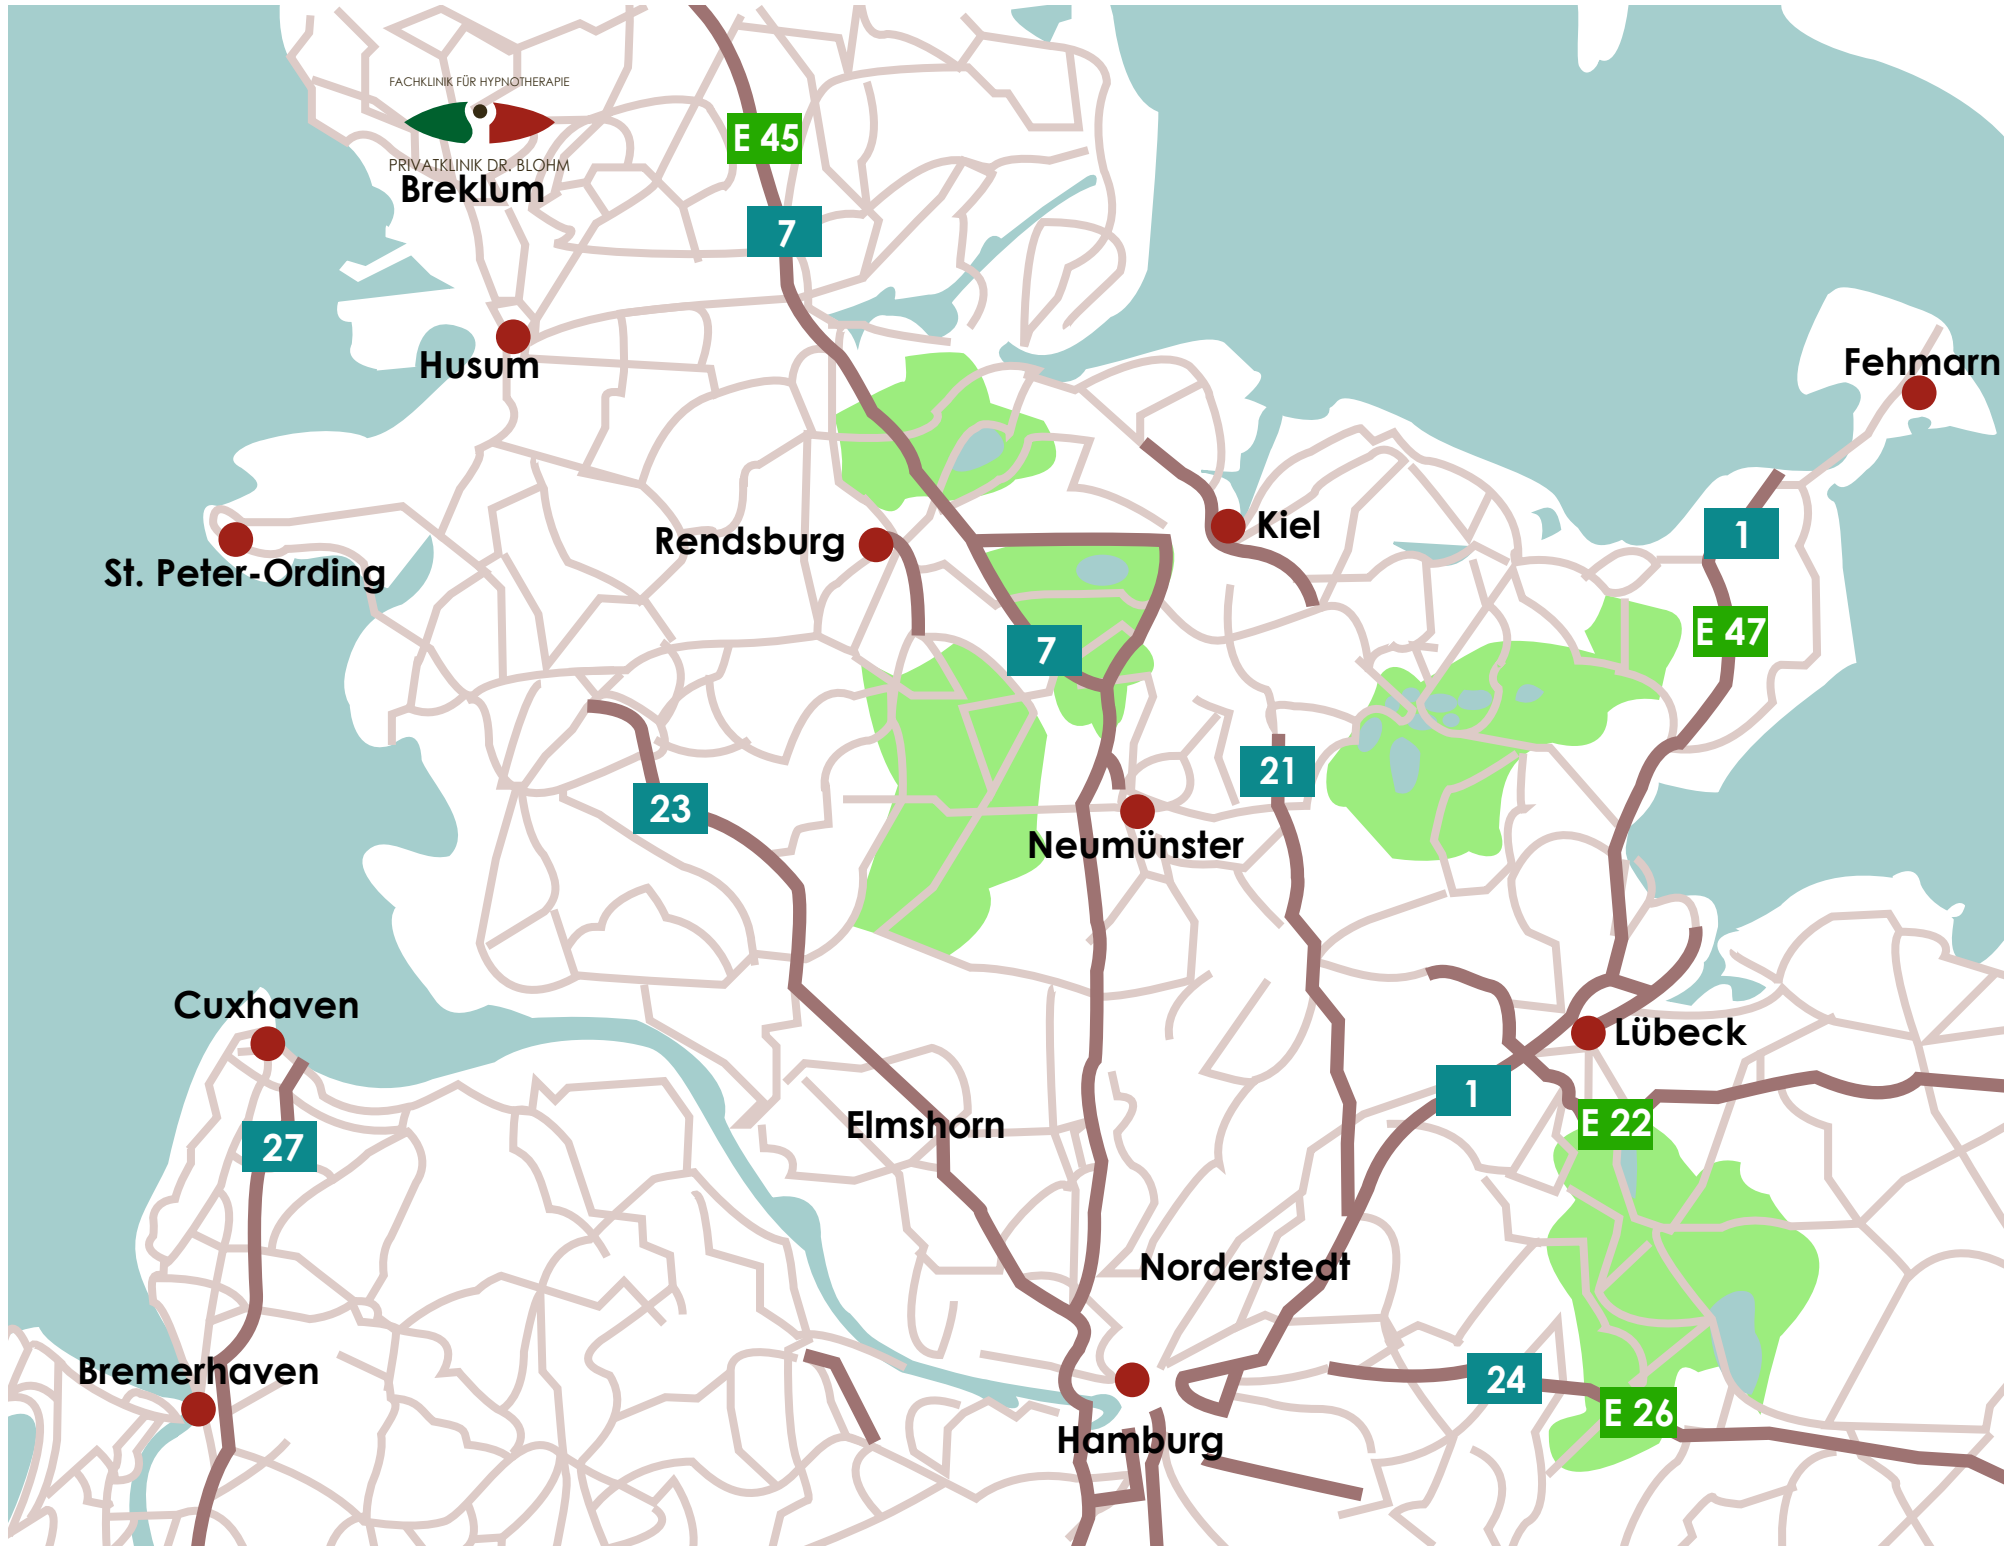 FACHKLINIK FÜR HYPNOTHERAPIE
PRIVATKLINIK DR. BLOHM
Breklum
E 45
7
Husum
Fehmarn
St. Peter-Ording
Rendsburg
Kiel
1
E 47
7
21
23
Neumünster
Cuxhaven
Lübeck
1
E 22
Elmshorn
27
Norderstedt
Bremerhaven
24
E 26
Hamburg